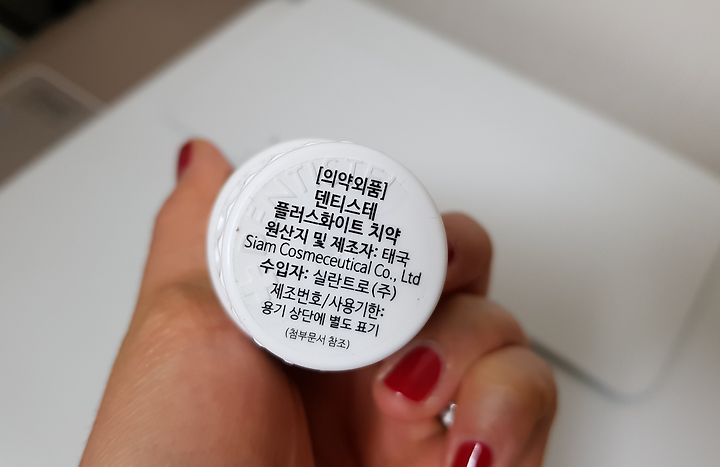 [의약외품]
덴티스테
플러스화이트 치약
원산지 및 제조자: 태국
Siam Cosmeceutical Co., Ltd
수입자: 실란트로(주)
제조번호/사용기한:
용기 상단에 별도 표기
(첨부문서 참조)